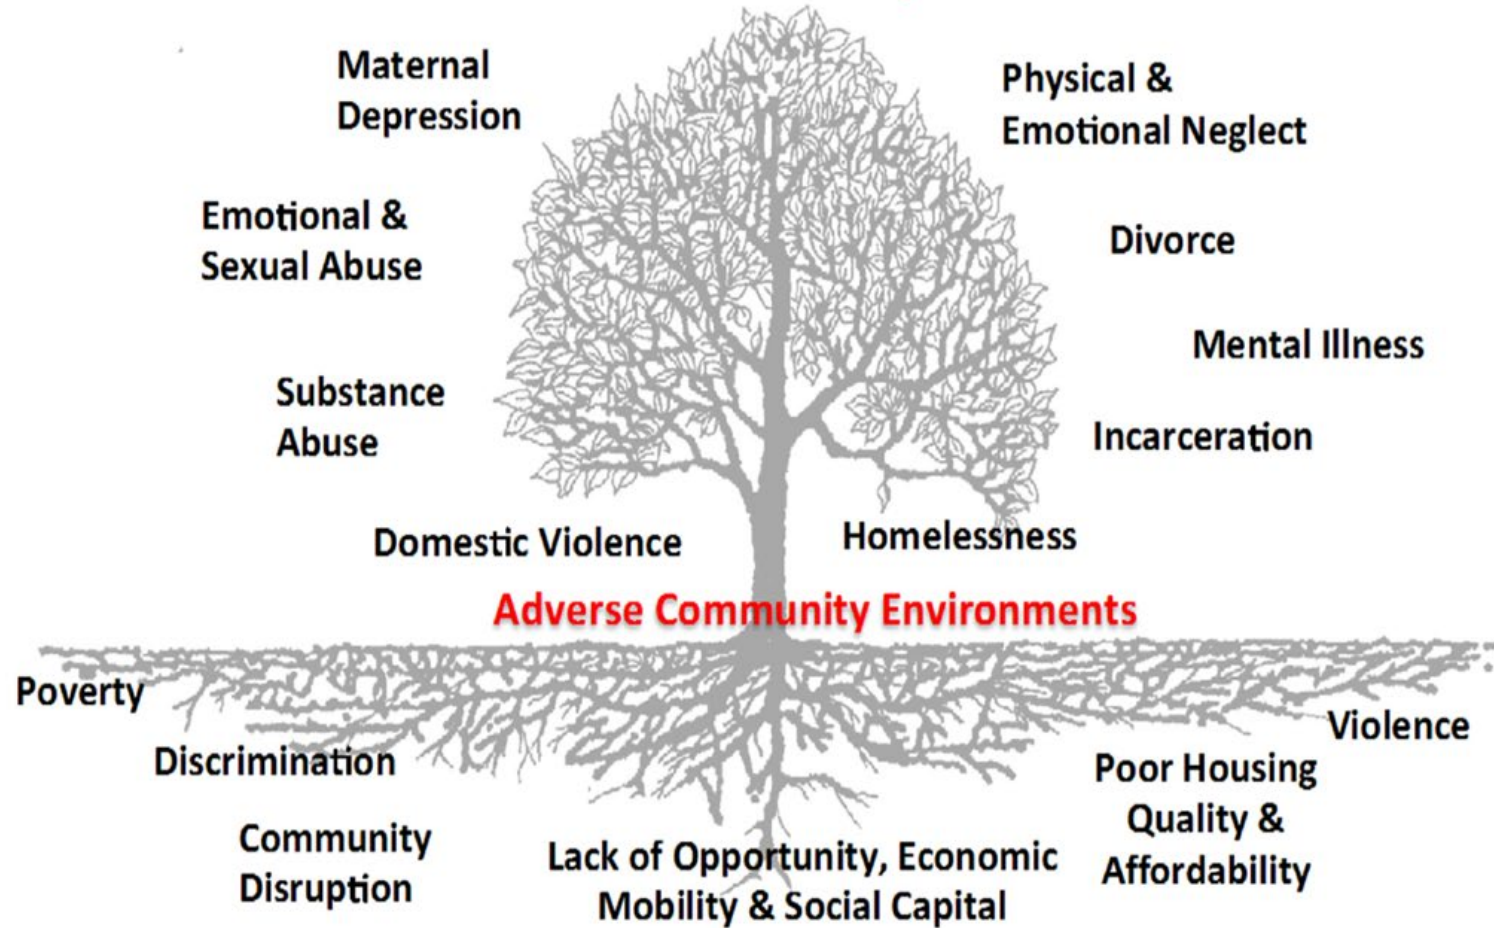 Maternal
Depression
Physical &
Emotional Neglect
Emotional &
Sexual Abuse
Divorce
Mental Illness
Substance
Abuse
Incarceration
Domestic Violence
Homelessness
Adverse Community Environments
Poverty
Discrimination
Violence
Community
Disruption
Lack of Opportunity, Economic
Mobility & Social Capital
Poor Housing
Quality &
Affordability